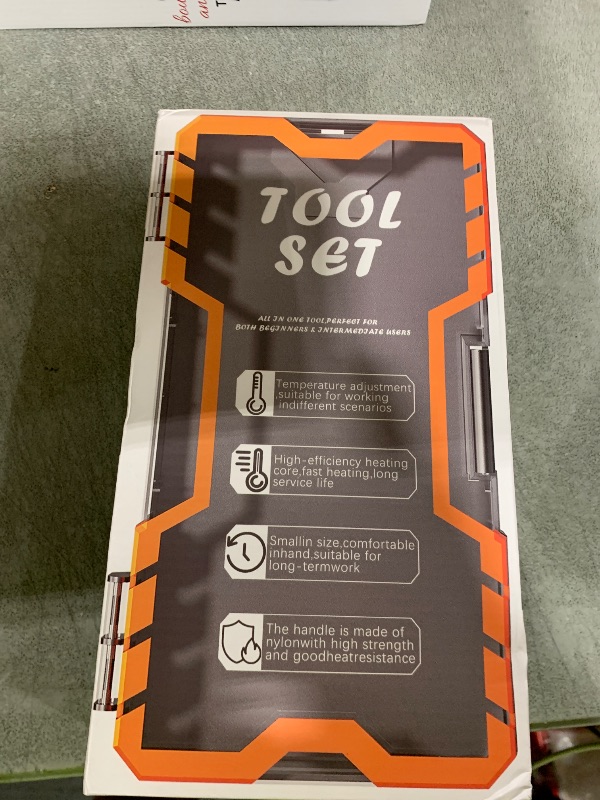 bou
an
T
TOOL
SET
ALL IN ONE TOOL,PERFECT FOR
BOTH BEGINNERS & INTERMEDIATE USERS
Temperature adjustment
,suitable for working
indifferent scenarios
High-efficiency heating
core,fast heating,long
service life
Smallin size,comfortable
inhand,suitable for
long-termwork
The handle is made of
nylonwith high strength
and goodheatresistance